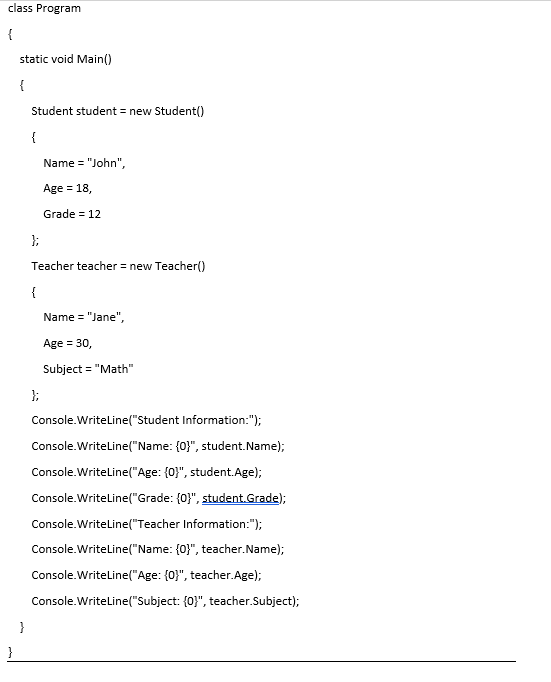 class Program
{
static void Main()
{
Student student = new Student()
{
Name = "John",
Age = 18,
Grade = 12
};
Teacher teacher = new Teacher()
{
Name = "Jane",
Age = 30,
Subject = "Math"
};
Console.WriteLine("Student Information:");
Console.WriteLine("Name: {0}", student.Name);
Console.WriteLine("Age: {0}", student.Age);
Console.WriteLine("Grade: {0}", student.Grade);
Console.WriteLine("Teacher Information:");
Console.WriteLine("Name: {0}", teacher.Name);
Console.WriteLine("Age: {0}", teacher.Age);
Console.WriteLine("Subject: {0}", teacher.Subject);
}
}